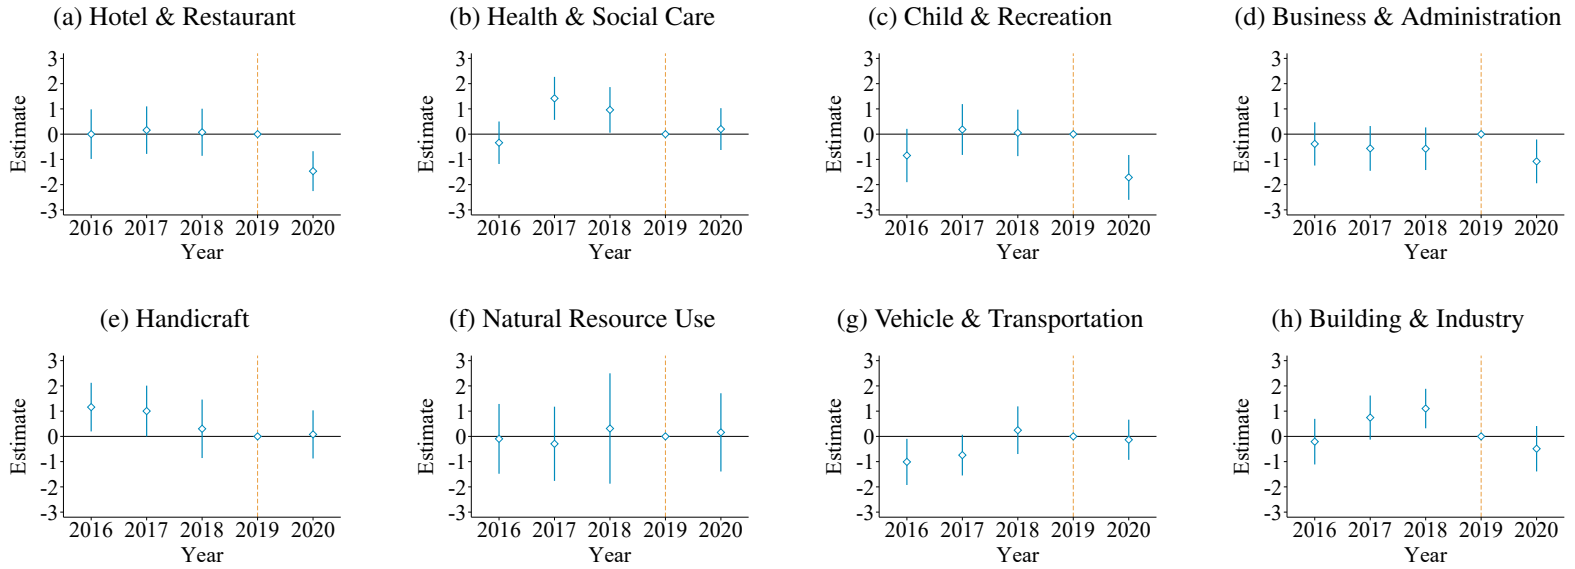 (a) Hotel & Restaurant
3
2
1
0
-1
-2
-3
Estimate
2016 2017 2018 2019 2020
Year
(b) Health & Social Care
3
2
1
0
-1
-2
-3
Estimate
2016 2017 2018 2019 2020
Year
(c) Child & Recreation
3
2
1
0
-1
-2
-3
Estimate
2016 2017 2018 2019 2020
Year
(d) Business & Administration
3
2
1
0
-1
-2
-3
Estimate
2016 2017 2018 2019 2020
Year
(e) Handicraft
3
2
1
0
-1
-2
-3
Estimate
2016 2017 2018 2019 2020
Year
(f) Natural Resource Use
3
2
1
0
-1
-2
-3
Estimate
2016 2017 2018 2019 2020
Year
(g) Vehicle & Transportation
3
2
1
0
-1
-2
-3
Estimate
2016 2017 2018 2019 2020
Year
(h) Building & Industry
3
2
1
0
-1
-2
-3
Estimate
2016 2017 2018 2019 2020
Year